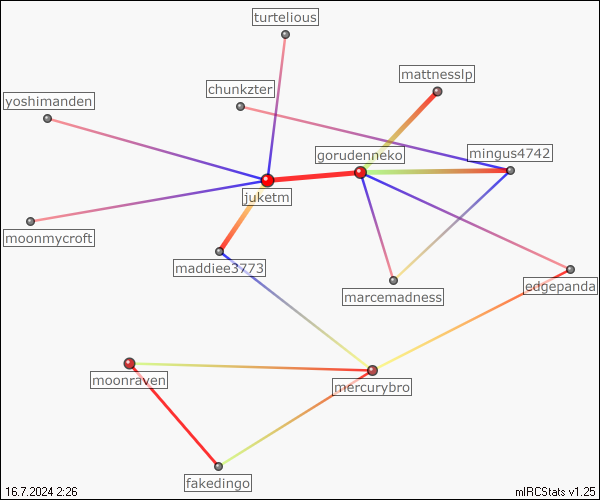 turtelious
mattnesslp
chunkzter
yoshimanden
mingus4742
gorudenneko
juketm
moonmycroft
maddiee3773
edgepanda
marcemadness
moonraven
mercurybro
fakedingo
16.7.2024 2:26
mIRCStats v1.25